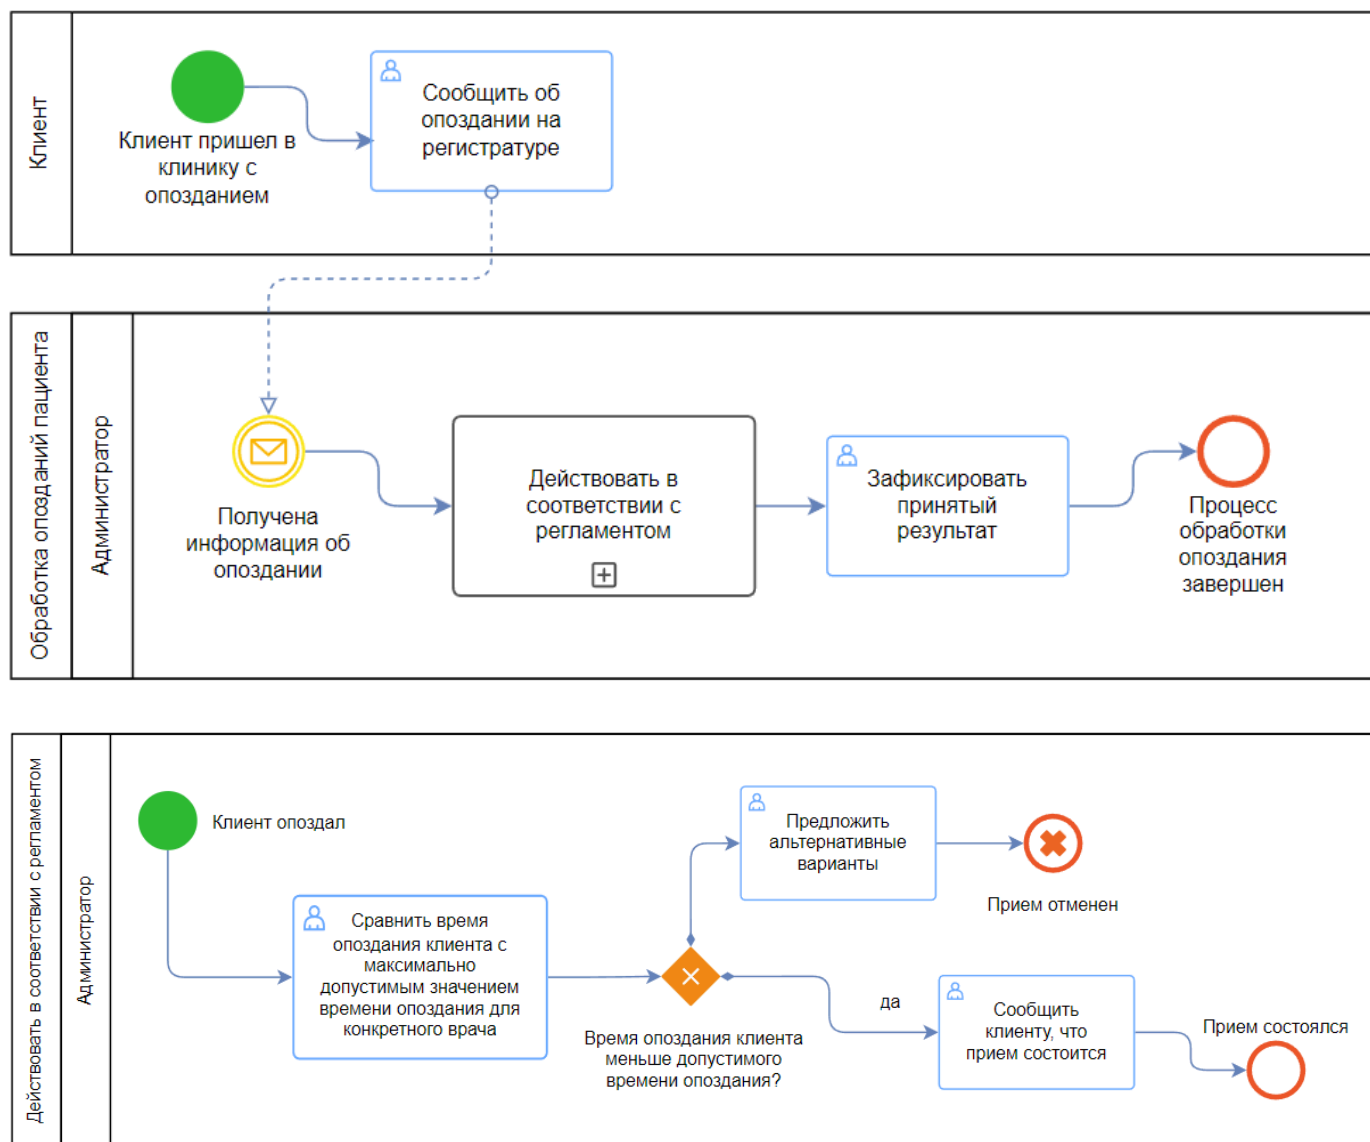 Клиент
Клиент пришел в
клинику с
опозданием
Сообщить об
опоздании на
регистратуре
Обработка опозданий пациента
Администратор
Получена
информация об
опоздании
Действовать в
соответствии с
регламентом
Зафиксировать
принятый
результат
Процесс
обработки
опоздания
завершен
Действовать в соответствии с регламентом
Администратор
Клиент опоздал
Сравнить время
опоздания клиента с
максимально
допустимым значением
времени опоздания для
конкретного врача
Время опоздания клиента
меньше допустимого
времени опоздания?
Предложить
альтернативные
варианты
Прием отменен
да
Сообщить
клиенту, что
прием состоится
Прием состоялся